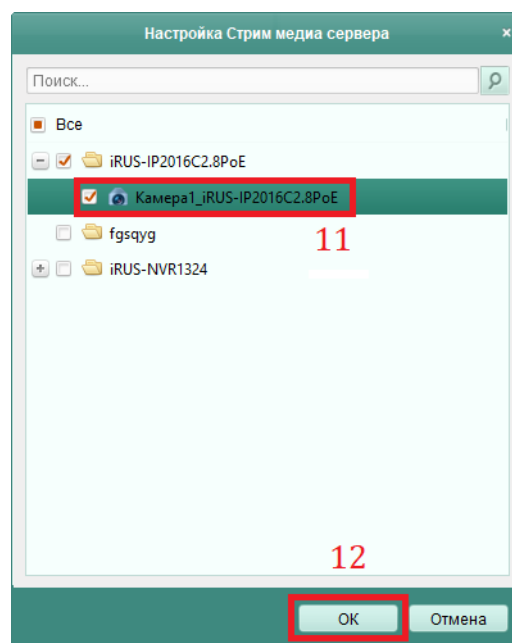 Настройка Стрим медиа сервера ×
Поиск...
Все
iRUS-IP2016C2.8PoE
Камера1_iRUS-IP2016C2.8PoE
fgsqyg
11
iRUS-NVR1324
12
OK Отмена